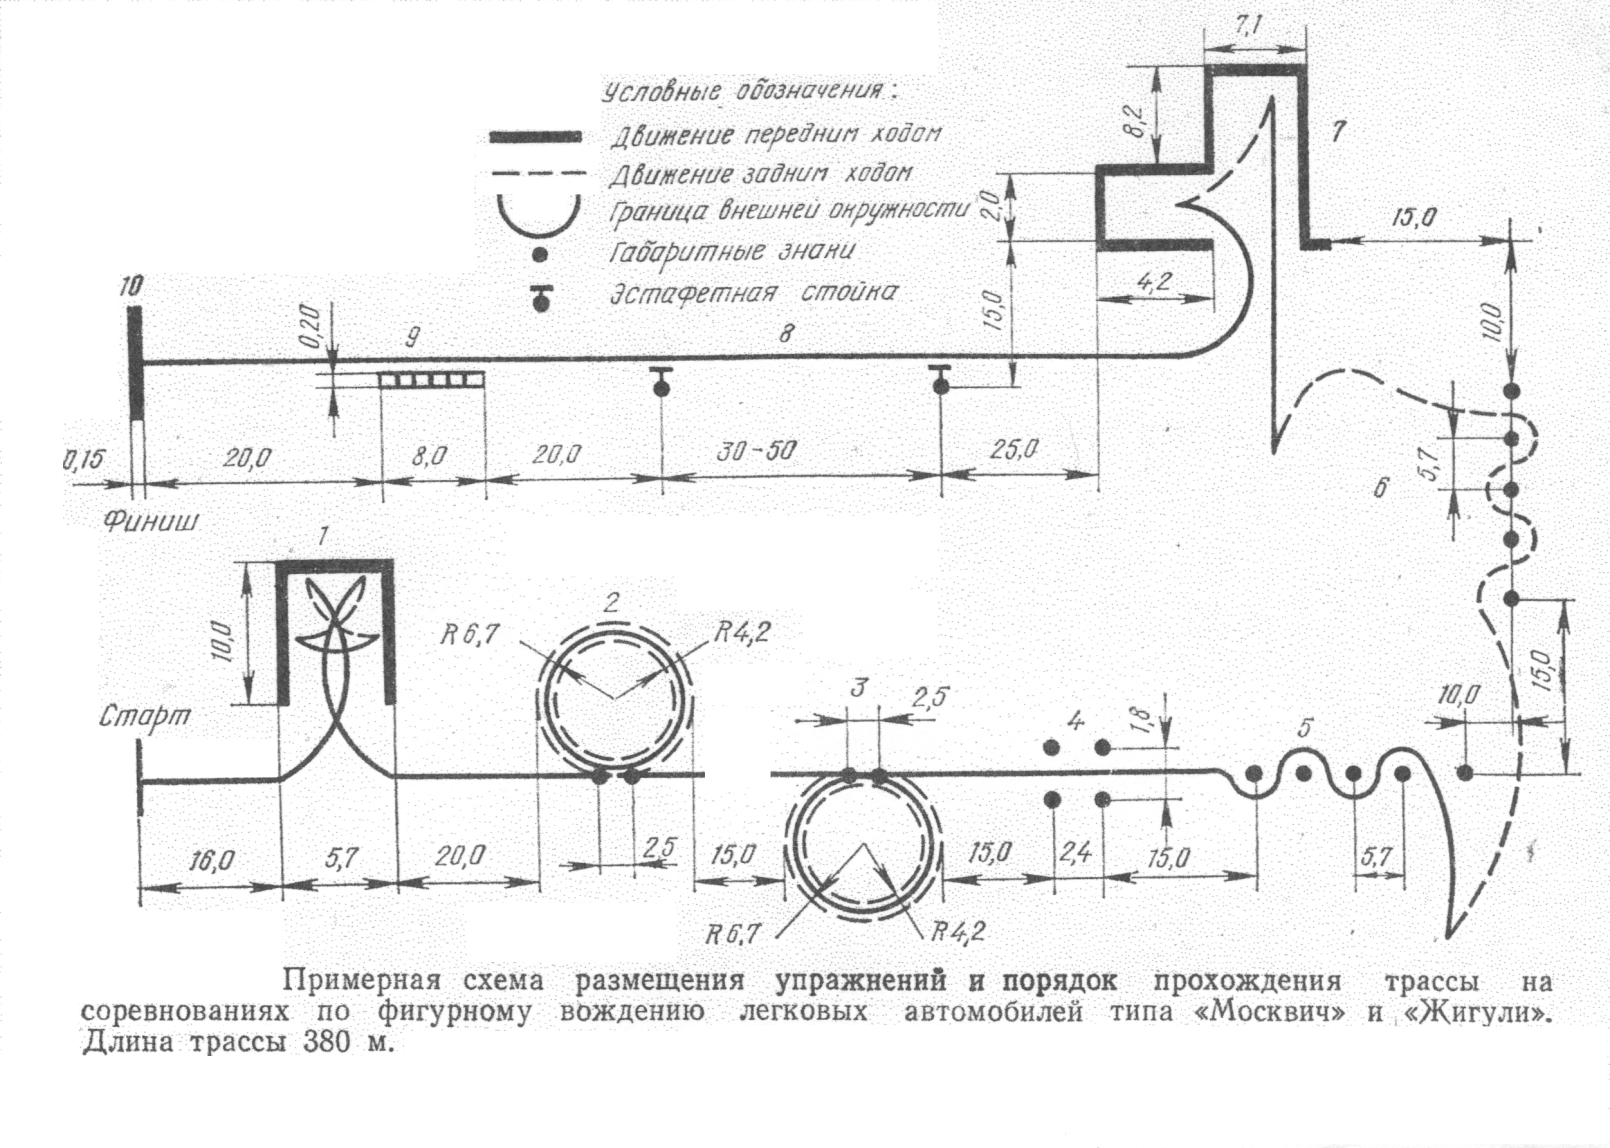 7,1
Условные обозначения:
Движение передним ходом
Движение задним ходом
Граница внешней окружности
Габаритные знаки
Эстафетная стойка
8,2
7
2,0
15,0
4,2
15,0
10,0
10
0,20
9
8
0,15
20,0
8,0
20,0
30-50
25,0
5,7
6
Финиш
1
10,0
2
R6,7
R4,2
Старт
3
2,5
4
1,8
5
10,0
15,0
16,0
5,7
20,0
2,5
15,0
15,0
2,4
15,0
5,7
R6,7
R4,2
Примерная схема размещения упражнений и порядок прохождения трассы на
соревнованиях по фигурному вождению легковых автомобилей типа «Москвич» и «Жигули».
Длина трассы 380 м.